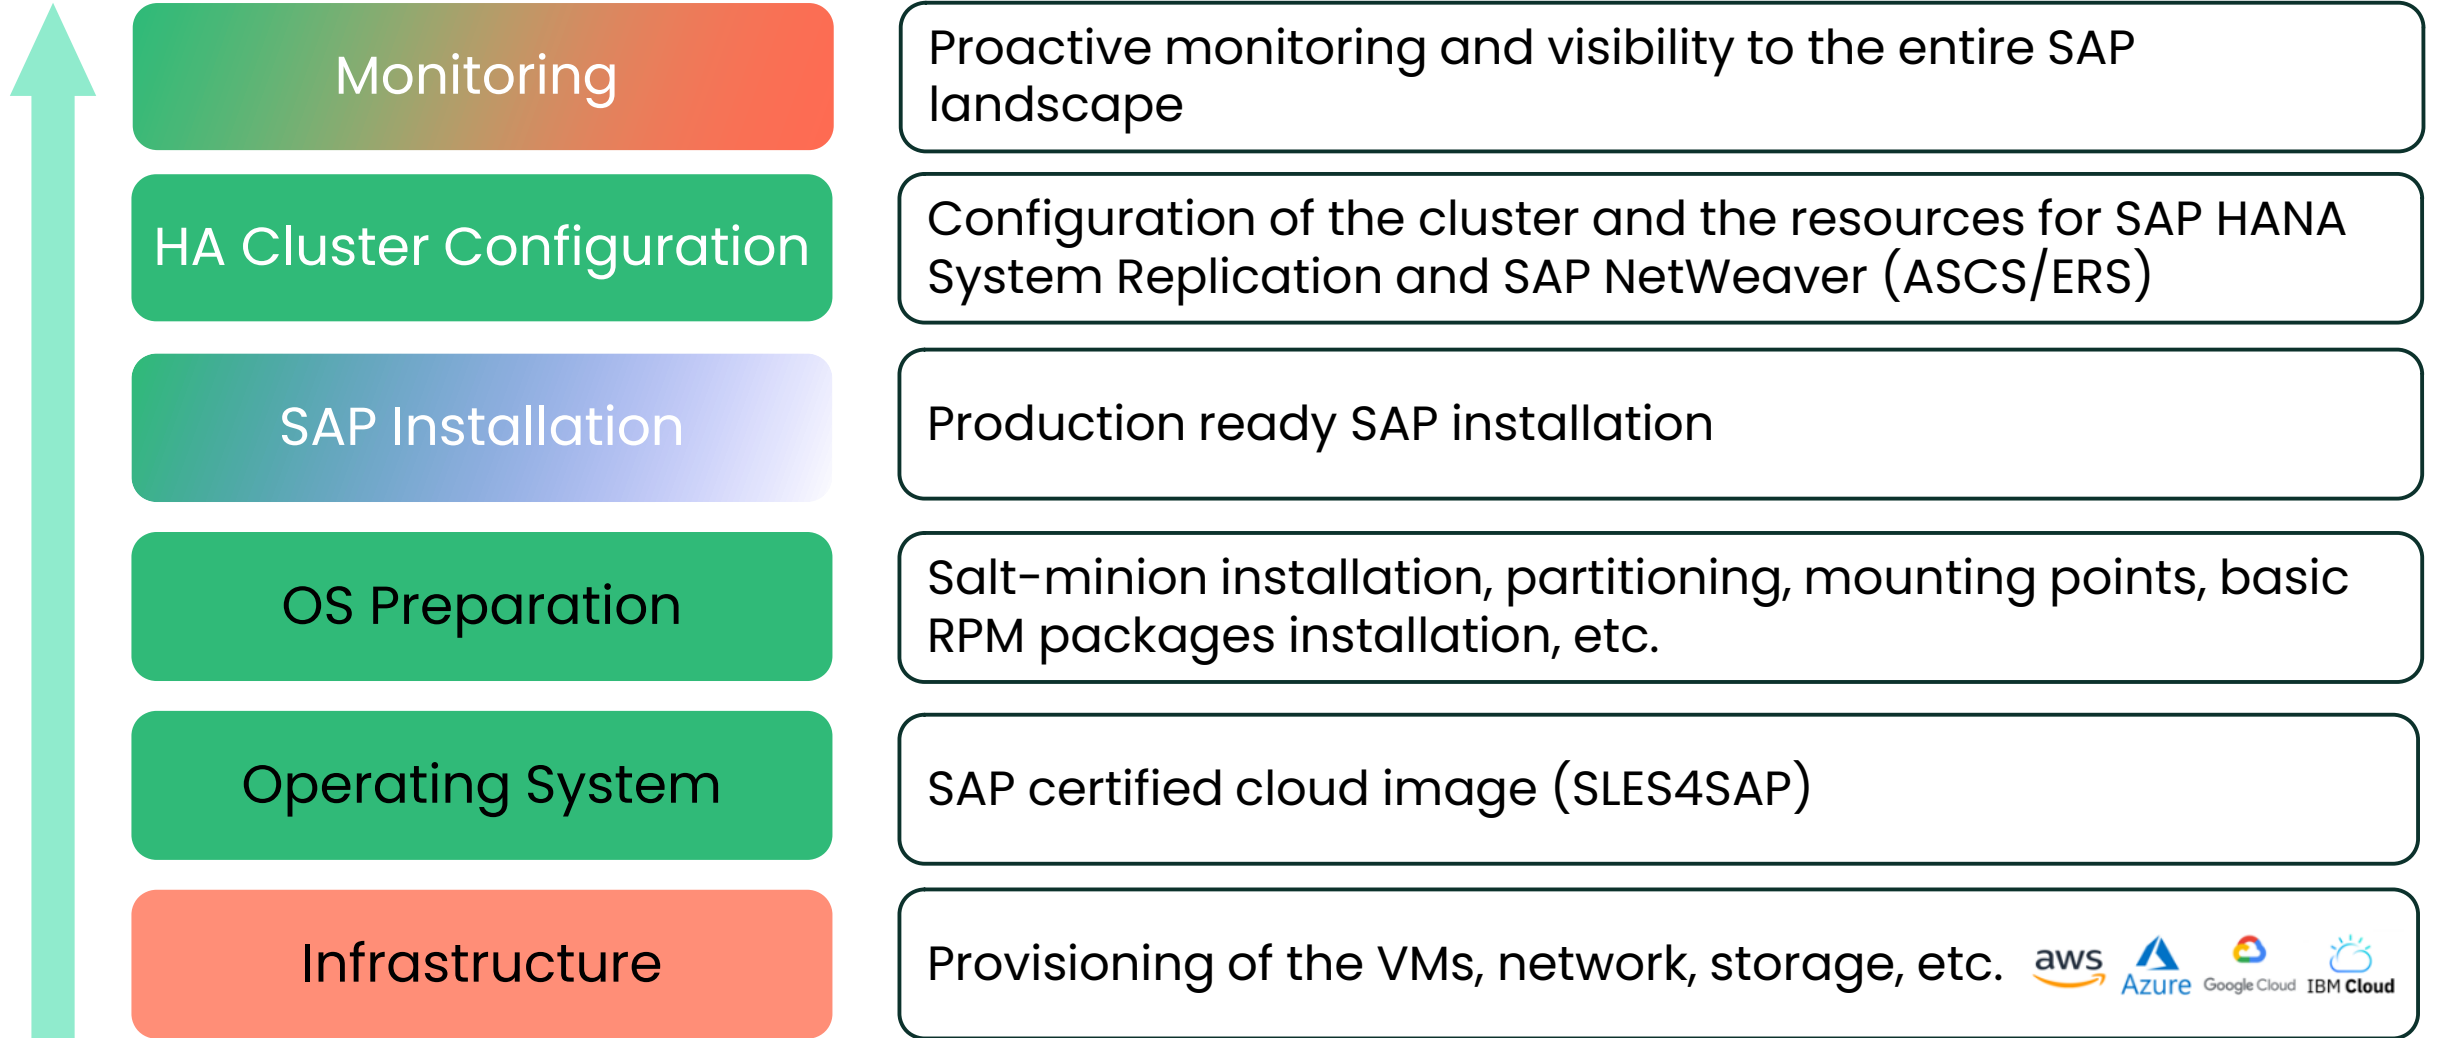 Monitoring
Proactive monitoring and visibility to the entire SAP
landscape
HA Cluster Configuration
Configuration of the cluster and the resources for SAP HANA
System Replication and SAP NetWeaver (ASCS/ERS)
SAP Installation
Production ready SAP installation
OS Preparation
Salt-minion installation, partitioning, mounting points, basic
RPM packages installation, etc.
Operating System
SAP certified cloud image (SLES4SAP)
Infrastructure
Provisioning of the VMs, network, storage, etc.
aws
Azure
Google Cloud
IBM Cloud